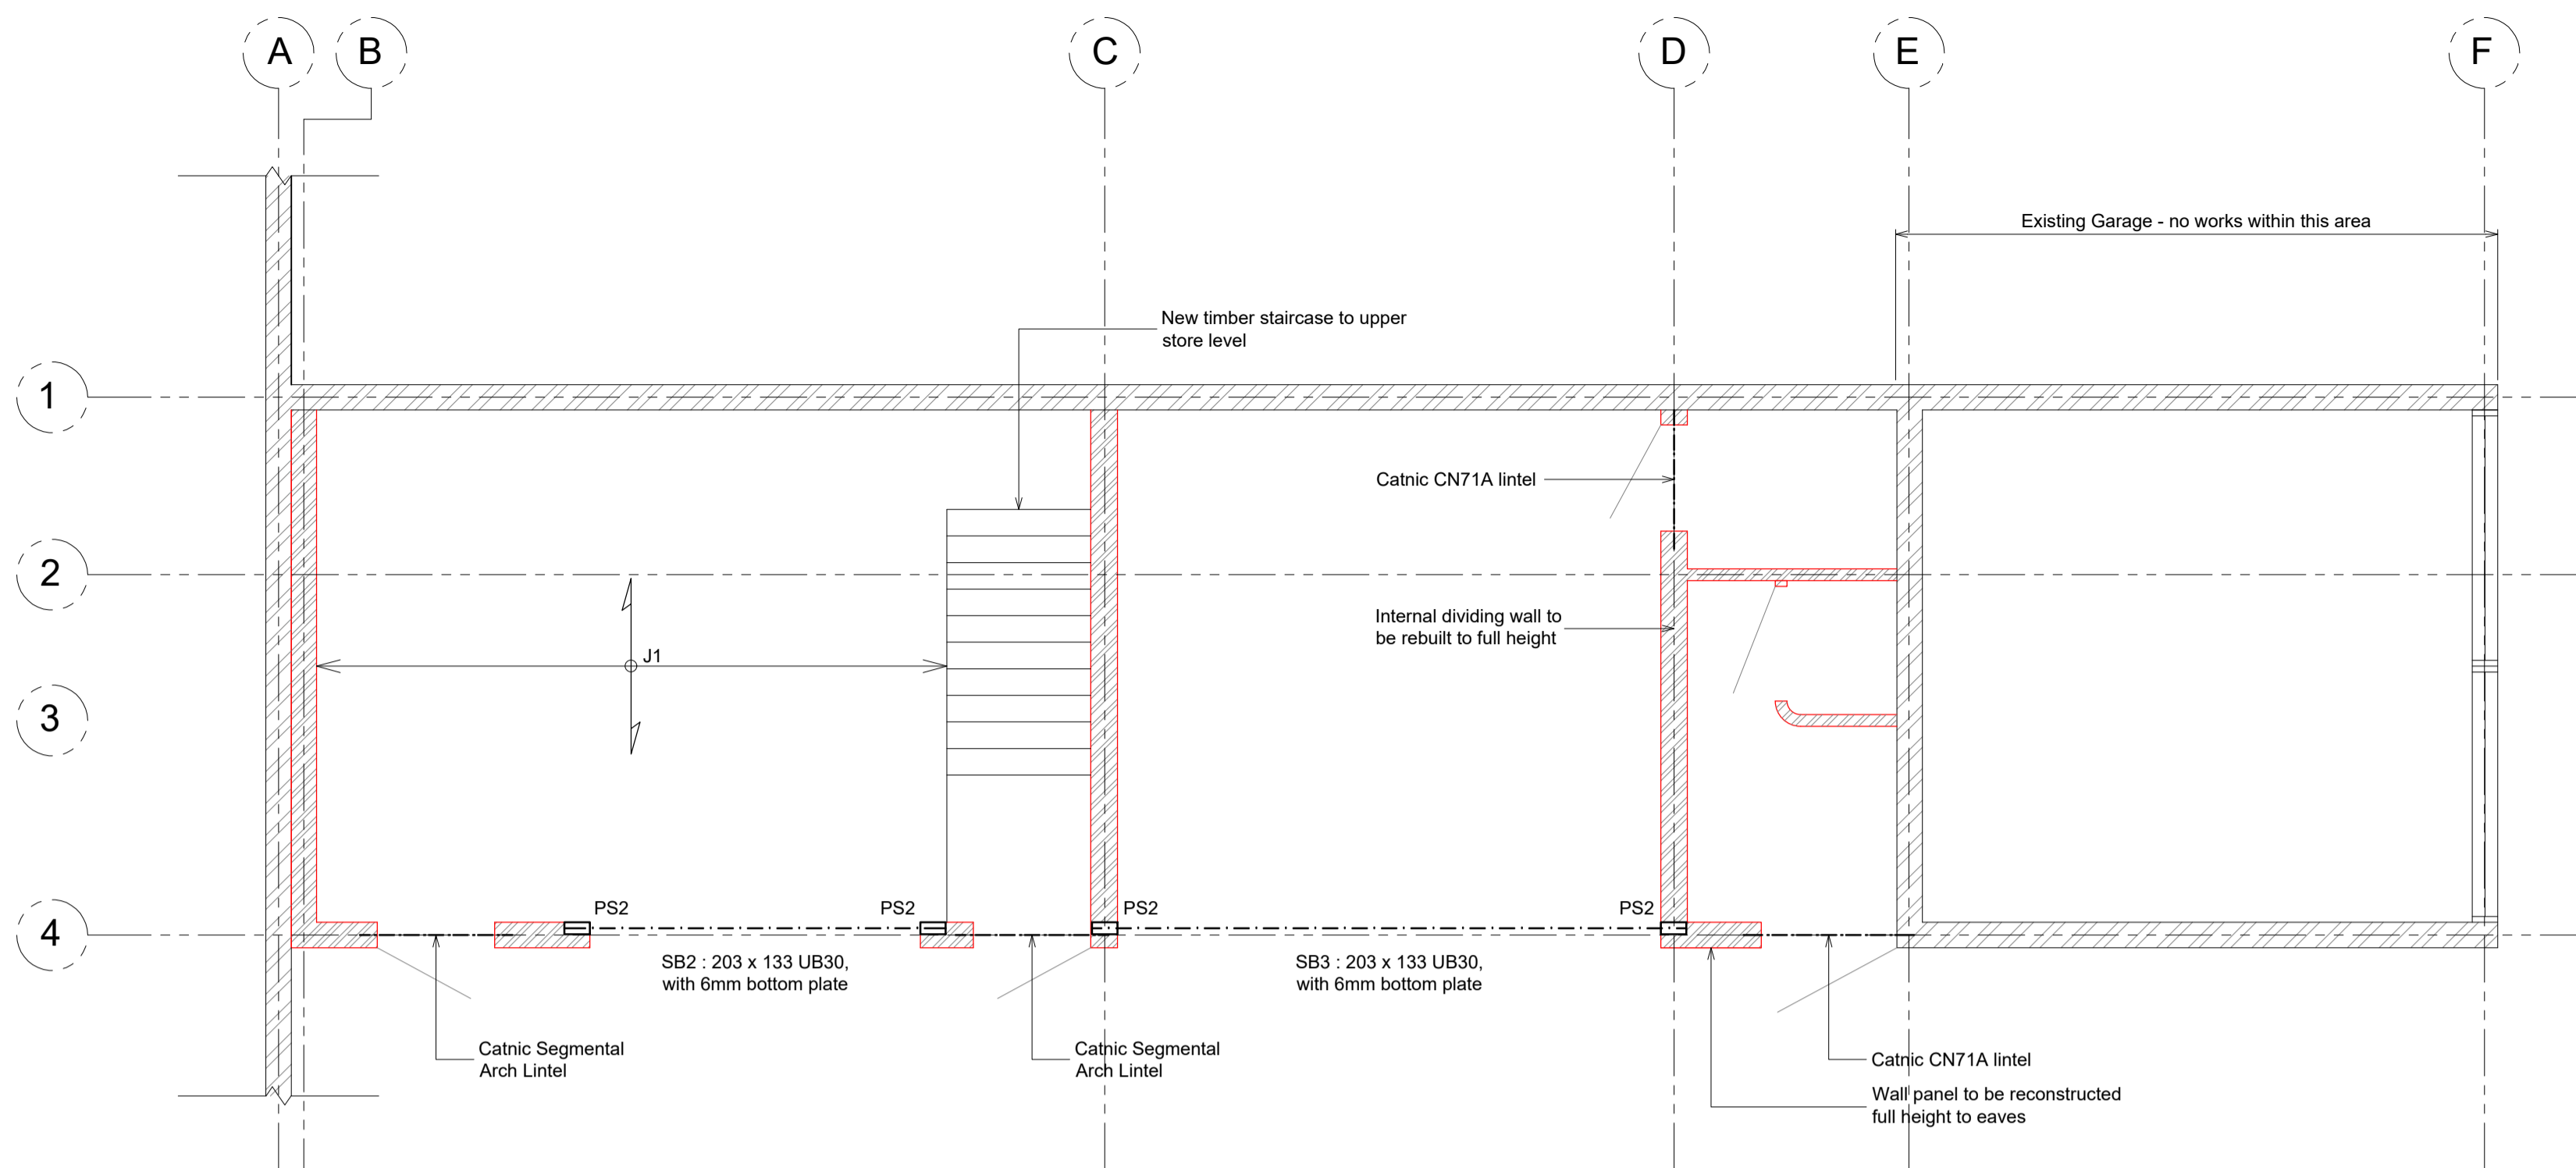 A
B
C
D
E
F
Existing Garage - no works within this area
New timber staircase to upper
store level
1
Catnic CN71A lintel
2
Internal dividing wall to
be rebuilt to full height
J1
3
PS2
PS2
PS2
PS2
4
SB2 : 203 x 133 UB30,
with 6mm bottom plate
SB3 : 203 x 133 UB30,
with 6mm bottom plate
Catnic Segmental
Arch Lintel
Catnic Segmental
Arch Lintel
Catnic CN71A lintel
Wall panel to be reconstructed
full height to eaves